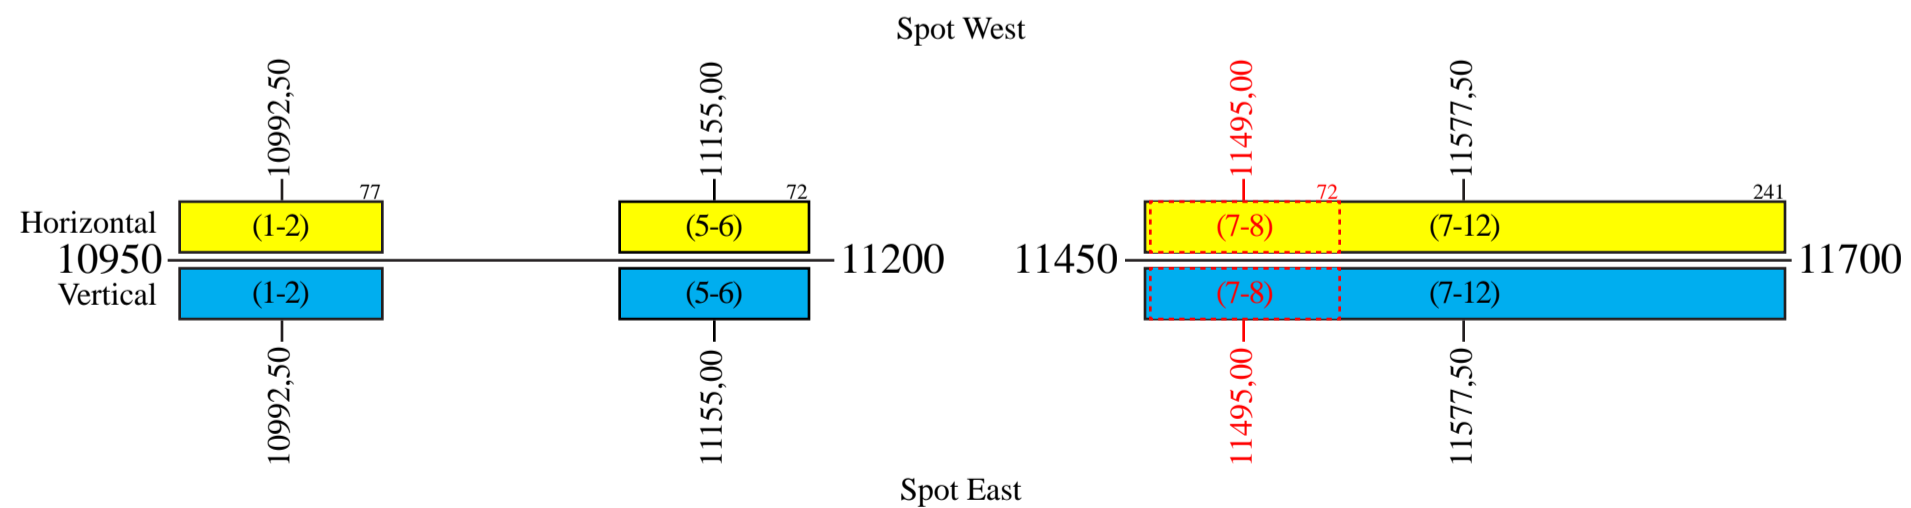 Spot West
10992,50 11155,00 11495,00 11577,50
77 72 72 241
Horizontal (1-2) (5-6) (7-8) (7-12)
10950 11200 11450 11700
Vertical (1-2) (5-6) (7-8) (7-12)
10992,50 11155,00 11495,00 11577,50
Spot East